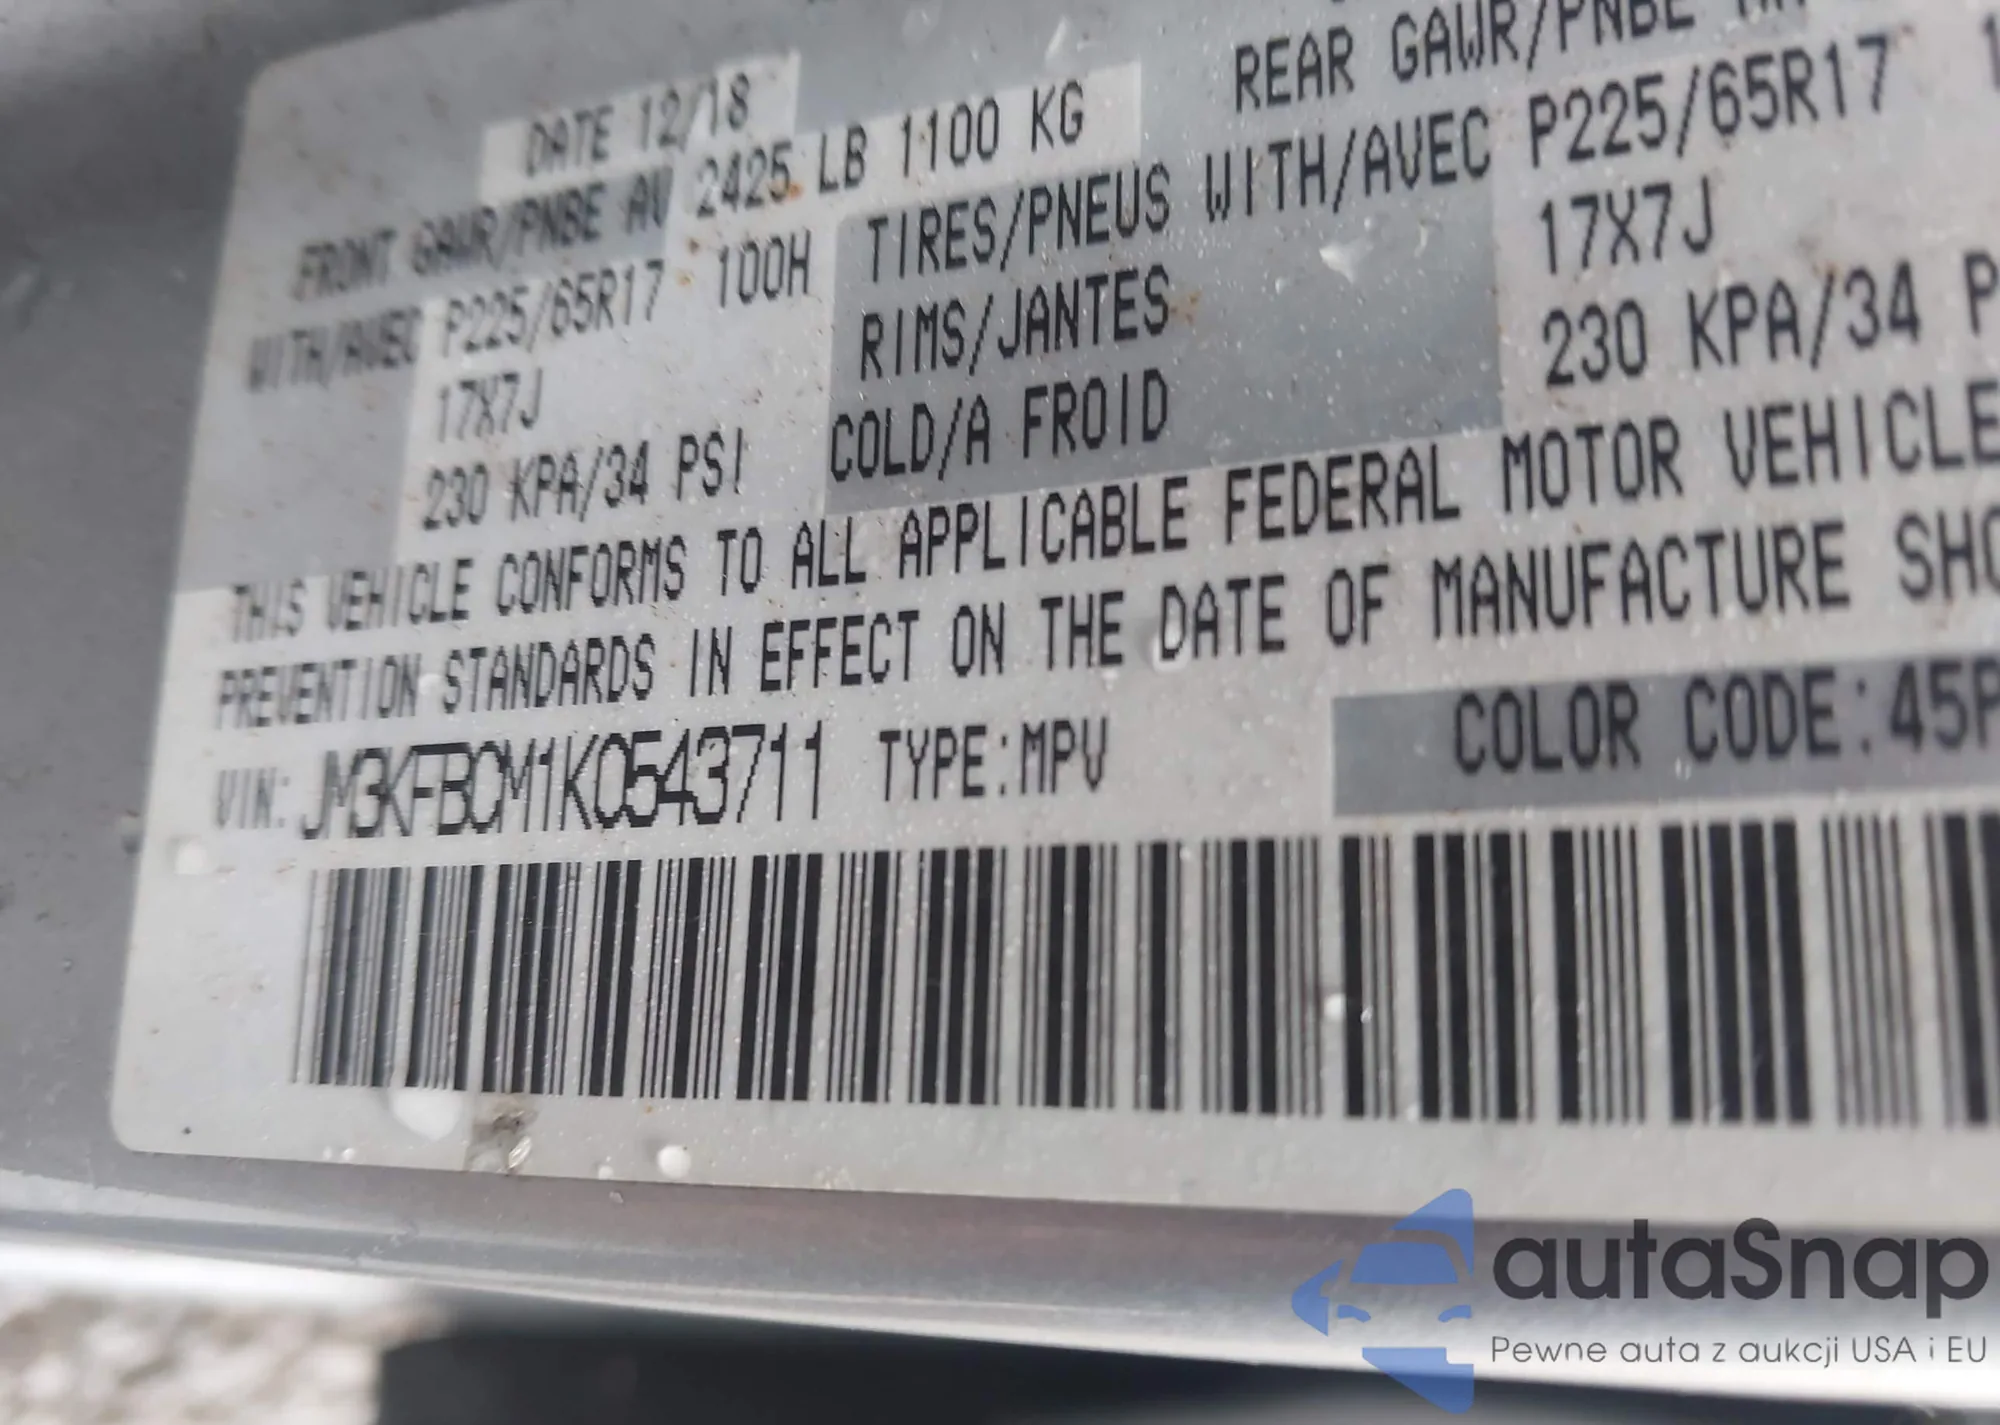 DATE 12/18
FRONT GAWR/PNBE AV 2425 LB 1100 KG
REAR GAWR/PNBE
WITH/AVEC P225/65R17 100H TIRES/PNEUS WITH/AVEC P225/65R17
17X7J RIMS/JANTES 17X7J
230 KPA/34 PSI COLD/A FROID 230 KPA/34 P
THIS VEHICLE CONFORMS TO ALL APPLICABLE FEDERAL MOTOR VEHICLE
PREVENTION STANDARDS IN EFFECT ON THE DATE OF MANUFACTURE SHO
VIN: JM3KFBCM1K0543711 TYPE:MPV COLOR CODE:45P
autaSnap
Pewne auta z aukcji USA i EU